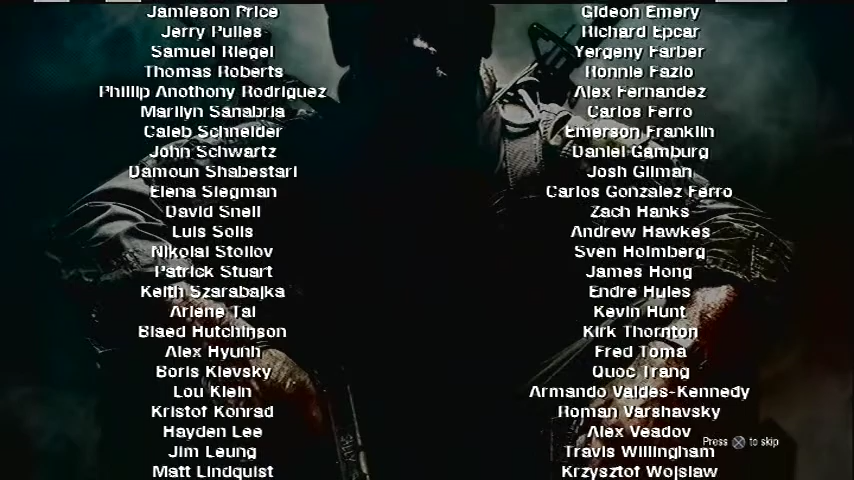 Jamieson Price
Jerry Pulles
Samuel Riegel
Thomas Roberts
Phillip Anothony Rodriguez
Marilyn Sanabria
Caleb Schneider
John Schwartz
Damoun Shabestari
Elena Siegman
David Snell
Luis Solis
Nikolai Stoilov
Patrick Stuart
Keith Szarabajka
Arlene Tai
Blaed Hutchinson
Alex Hyunh
Boris Kievsky
Lou Klein
Kristof Konrad
Hayden Lee
Jim Leung
Matt Lindquist
Gideon Emery
Richard Epcar
Yergeny Farber
Ronnie Fazio
Alex Fernandez
Carlos Ferro
Emerson Franklin
Daniel Gamburg
Josh Gilman
Carlos Gonzalez Ferro
Zach Hanks
Andrew Hawkes
Sven Holmberg
James Hong
Endre Hules
Kevin Hunt
Kirk Thornton
Fred Toma
Quoc Trang
Armando Valdes-Kennedy
Roman Varshavsky
Alex Veadov
Travis Willingham
Krzysztof Wojslaw
Press to skip